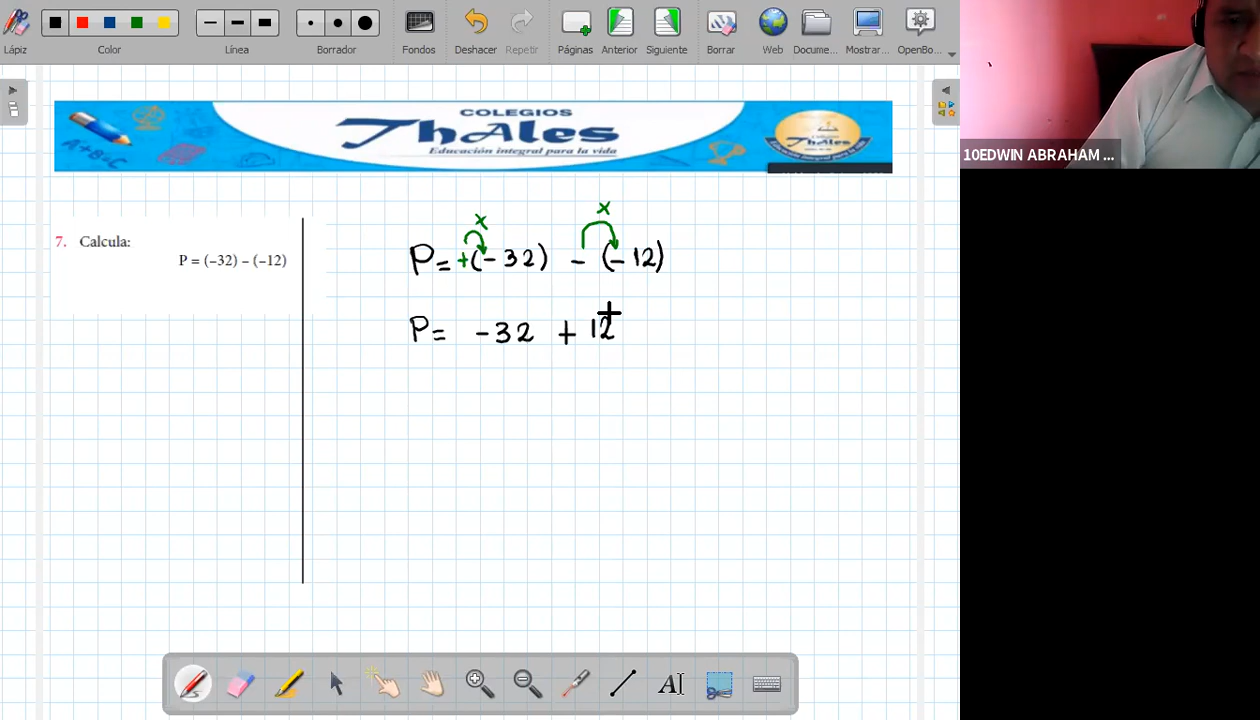 Lápiz Color Línea Borrador Fondos Deshacer Repetir Páginas Anterior Siguiente Borrar Web Docume... Mostrar... OpenBo...
COLEGIOS
Thales
Educación integral para la vida
A+B=C
Thales
10EDWIN ABRAHAM ...
7. Calcula:
P = (–32) – (–12)
x x
P= +(-32) - (-12)
P= -32 + 12